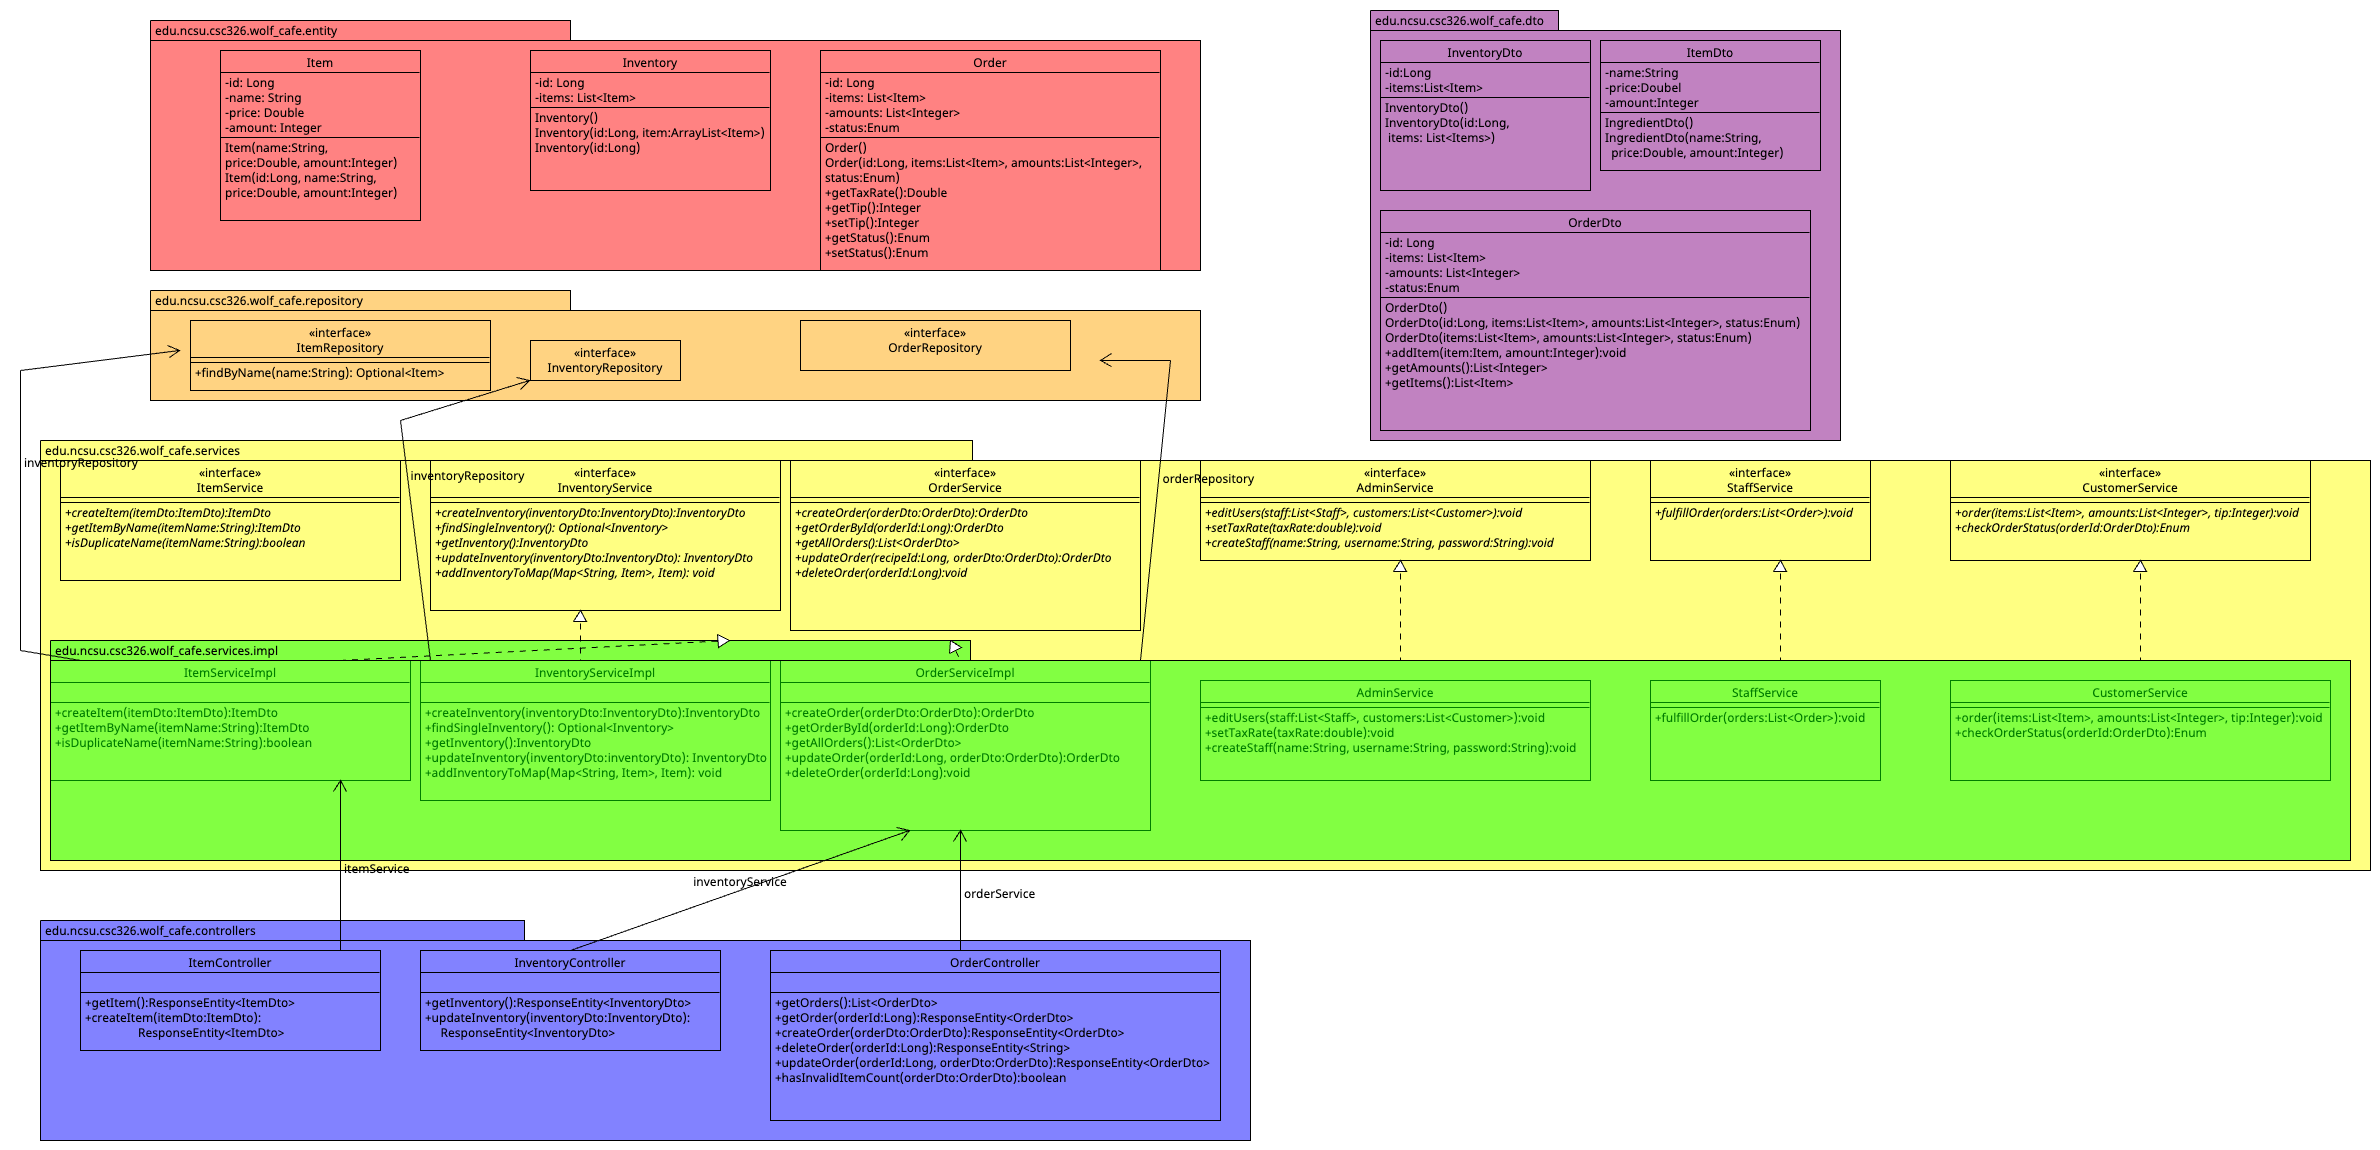 edu.ncsu.csc326.wolf_cafe.entity
Item
-id: Long
-name: String
-price: Double
-amount: Integer
Item(name:String,
price:Double, amount:Integer)
Item(id:Long, name:String,
price:Double, amount:Integer)
Inventory
-id: Long
-items: List<Item>
Inventory()
Inventory(id:Long, item:ArrayList<Item>)
Inventory(id:Long)
Order
-id: Long
-items: List<Item>
-amounts: List<Integer>
-status:Enum
Order()
Order(id:Long, items:List<Item>, amounts:List<Integer>,
status:Enum)
+getTaxRate():Double
+getTip():Integer
+setTip():Integer
+getStatus():Enum
+setStatus():Enum
edu.ncsu.csc326.wolf_cafe.dto
InventoryDto
-id:Long
-items:List<Item>
InventoryDto()
InventoryDto(id:Long,
items: List<Items>)
ItemDto
-name:String
-price:Doubel
-amount:Integer
IngredientDto()
IngredientDto(name:String,
price:Double, amount:Integer)
OrderDto
-id: Long
-items: List<Item>
-amounts: List<Integer>
-status:Enum
OrderDto()
OrderDto(id:Long, items:List<Item>, amounts:List<Integer>, status:Enum)
OrderDto(items:List<Item>, amounts:List<Integer>, status:Enum)
+addItem(item:Item, amount:Integer):void
+getAmounts():List<Integer>
+getItems():List<Item>
edu.ncsu.csc326.wolf_cafe.repository
«interface»
ItemRepository
+findByName(name:String): Optional<Item>
«interface»
InventoryRepository
«interface»
OrderRepository
edu.ncsu.csc326.wolf_cafe.services
inventoryRepository
«interface»
ItemService
+createItem(itemDto:ItemDto):ItemDto
+getItemByName(itemName:String):ItemDto
+isDuplicateName(itemName:String):boolean
inventoryRepository
«interface»
InventoryService
+createInventory(inventoryDto:InventoryDto):InventoryDto
+findSingleInventory(): Optional<Inventory>
+getInventory():InventoryDto
+updateInventory(inventoryDto:InventoryDto): InventoryDto
+addInventoryToMap(Map<String, Item>, Item): void
«interface»
OrderService
+createOrder(orderDto:OrderDto):OrderDto
+getOrderById(orderId:Long):OrderDto
+getAllOrders():List<OrderDto>
+updateOrder(recipeId:Long, orderDto:OrderDto):OrderDto
+deleteOrder(orderId:Long):void
orderRepository
«interface»
AdminService
+editUsers(staff:List<Staff>, customers:List<Customer>):void
+setTaxRate(taxRate:double):void
+createStaff(name:String, username:String, password:String):void
«interface»
StaffService
+fulfillOrder(orders:List<Order>):void
«interface»
CustomerService
+order(items:List<Item>, amounts:List<Integer>, tip:Integer):void
+checkOrderStatus(orderId:OrderDto):Enum
edu.ncsu.csc326.wolf_cafe.services.impl
ItemServiceImpl
+createItem(itemDto:ItemDto):ItemDto
+getItemByName(itemName:String):ItemDto
+isDuplicateName(itemName:String):boolean
InventoryServiceImpl
+createInventory(inventoryDto:InventoryDto):InventoryDto
+findSingleInventory(): Optional<Inventory>
+getInventory():InventoryDto
+updateInventory(inventoryDto:inventoryDto): InventoryDto
+addInventoryToMap(Map<String, Item>, Item): void
OrderServiceImpl
+createOrder(orderDto:OrderDto):OrderDto
+getOrderById(orderId:Long):OrderDto
+getAllOrders():List<OrderDto>
+updateOrder(orderId:Long, orderDto:OrderDto):OrderDto
+deleteOrder(orderId:Long):void
AdminService
+editUsers(staff:List<Staff>, customers:List<Customer>):void
+setTaxRate(taxRate:double):void
+createStaff(name:String, username:String, password:String):void
StaffService
+fulfillOrder(orders:List<Order>):void
CustomerService
+order(items:List<Item>, amounts:List<Integer>, tip:Integer):void
+checkOrderStatus(orderId:OrderDto):Enum
itemService
inventoryService
orderService
edu.ncsu.csc326.wolf_cafe.controllers
ItemController
+getItem():ResponseEntity<ItemDto>
+createItem(itemDto:ItemDto):
ResponseEntity<ItemDto>
InventoryController
+getInventory():ResponseEntity<InventoryDto>
+updateInventory(inventoryDto:InventoryDto):
ResponseEntity<InventoryDto>
OrderController
+getOrders():List<OrderDto>
+getOrder(orderId:Long):ResponseEntity<OrderDto>
+createOrder(orderDto:OrderDto):ResponseEntity<OrderDto>
+deleteOrder(orderId:Long):ResponseEntity<String>
+updateOrder(orderId:Long, orderDto:OrderDto):ResponseEntity<OrderDto>
+hasInvalidItemCount(orderDto:OrderDto):boolean